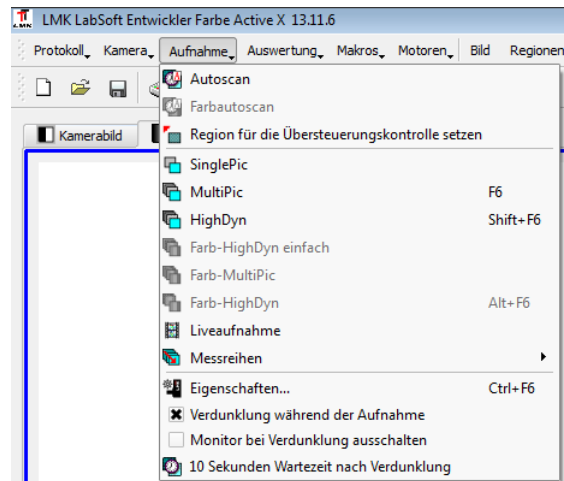 LMK LabSoft Entwickler Farbe Active X 13.11.6
Protokoll Kamera Aufnahme Auswertung Makros Motoren Bild Regionen
Kamerabild
Autoscan
Farbautoscan
Region für die Übersteuerungskontrolle setzen
SinglePic
MultiPic F6
HighDyn Shift+F6
Farb-HighDyn einfach
Farb-MultiPic
Farb-HighDyn Alt+F6
Liveaufnahme
Messreihen
Eigenschaften... Ctrl+F6
Verdunklung während der Aufnahme
Monitor bei Verdunklung ausschalten
10 Sekunden Wartezeit nach Verdunklung